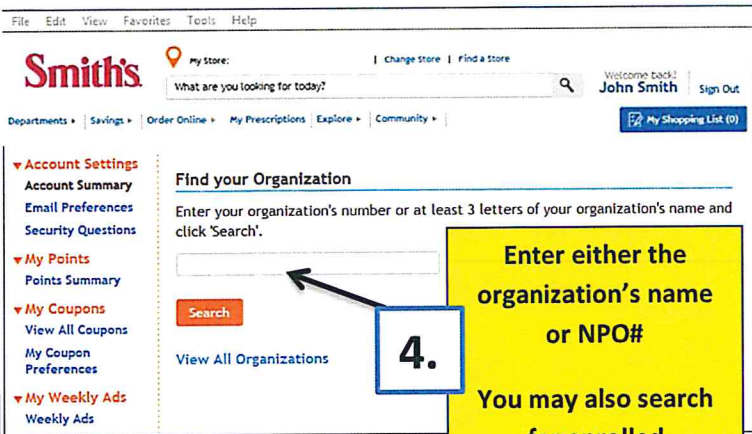 File Edit View Favorites Tools Help
Smith's
My Store: | Change Store | Find a Store
What are you looking for today?
Welcome back!
John Smith
Sign Out
Departments Savings Order Online My Prescriptions Explore Community
My Shopping List (0)
Account Settings
Account Summary
Email Preferences
Security Questions
My Points
Points Summary
My Coupons
View All Coupons
My Coupon
Preferences
My Weekly Ads
Weekly Ads
Find your Organization
Enter your organization's number or at least 3 letters of your organization's name and
click 'Search'.
Search
View All Organizations
4.
Enter either the
organization's name
or NPO#
You may also search
for enrolled